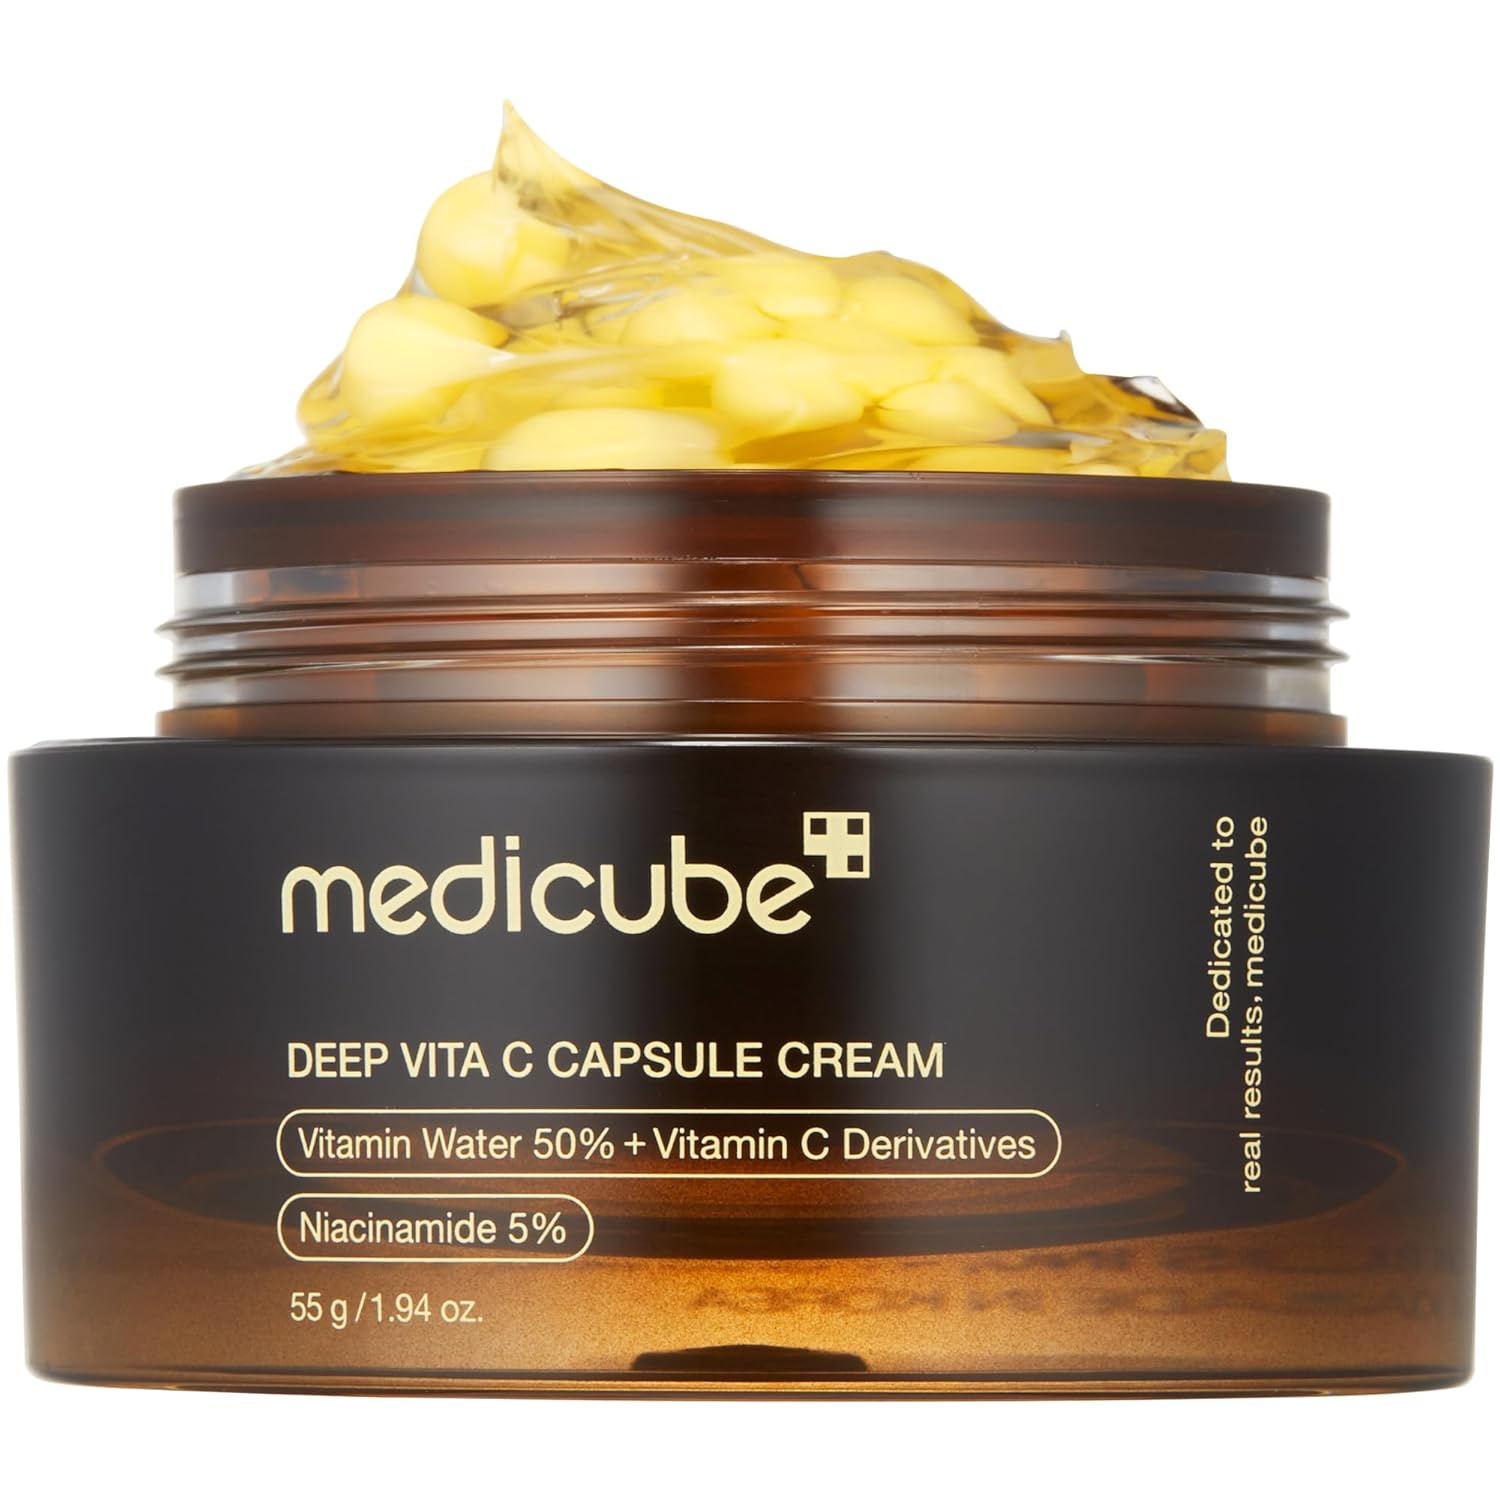 medicube
DEEP VITA C CAPSULE CREAM
Vitamin Water 50% + Vitamin C Derivatives
Niacinamide 5%
55 g / 1.94 oz.
Dedicated to
real results, medicube